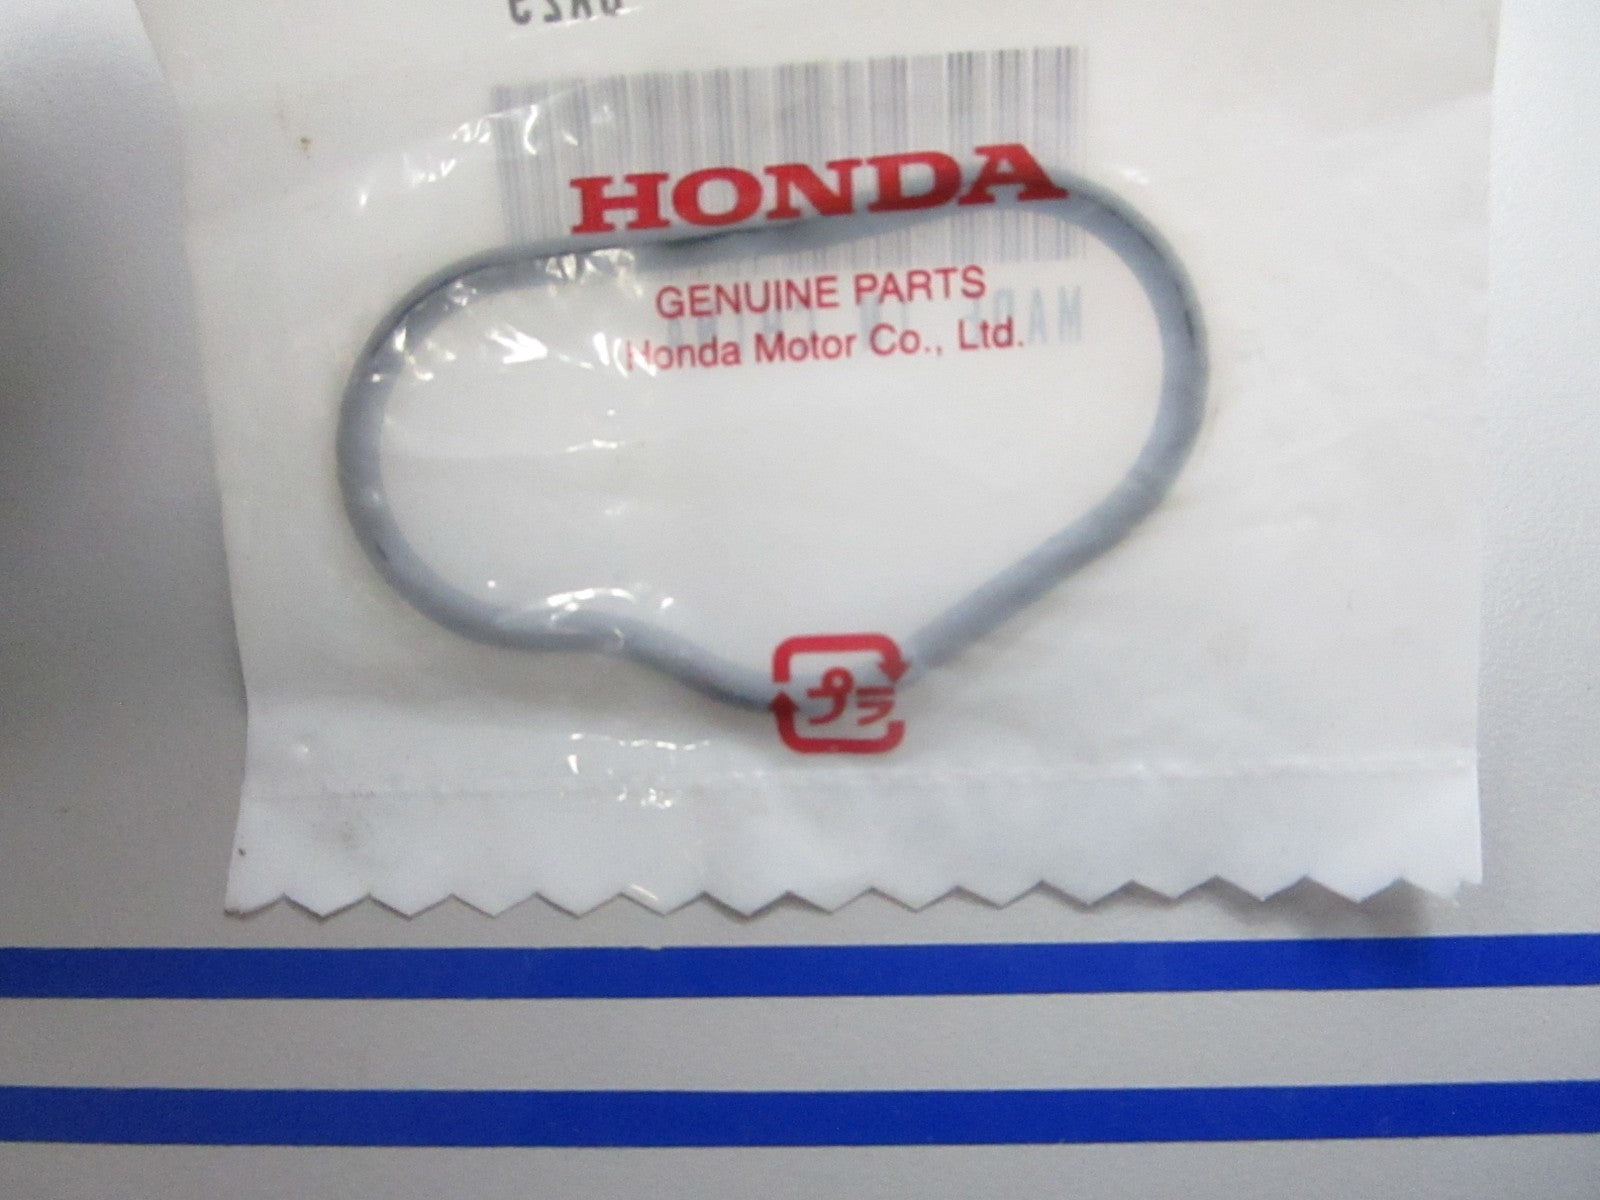 HONDA
GENUINE PARTS
Honda Motor Co., Ltd.
プラ